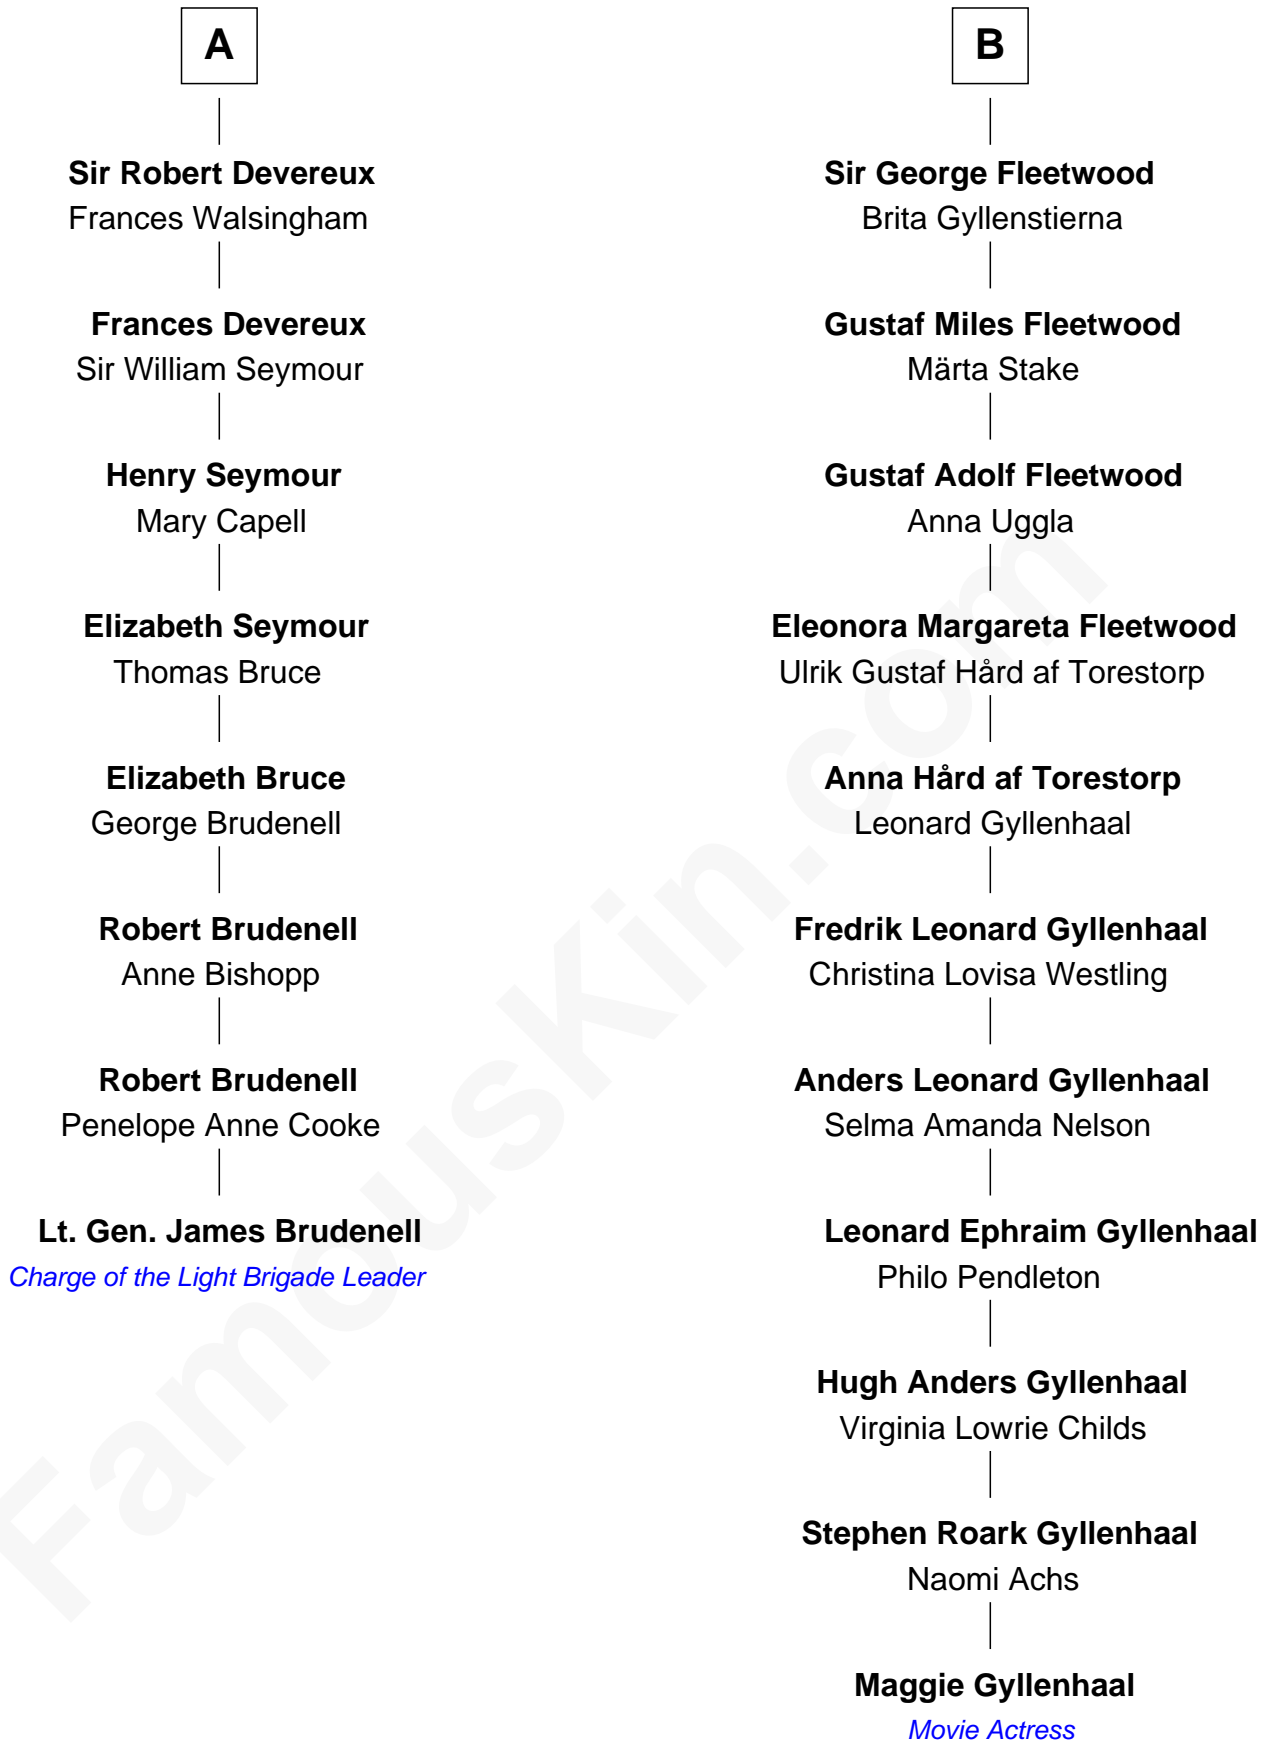 A
Sir Robert Devereux
Frances Walsingham
Frances Devereux
Sir William Seymour
Henry Seymour
Mary Capell
Elizabeth Seymour
Thomas Bruce
Elizabeth Bruce
George Brudenell
Robert Brudenell
Anne Bishopp
Robert Brudenell
Penelope Anne Cooke
Lt. Gen. James Brudenell
Charge of the Light Brigade Leader
B
Sir George Fleetwood
Brita Gyllenstierna
Gustaf Miles Fleetwood
Märta Stake
Gustaf Adolf Fleetwood
Anna Uggla
Eleonora Margareta Fleetwood
Ulrik Gustaf Hård af Torestorp
Anna Hård af Torestorp
Leonard Gyllenhaal
Fredrik Leonard Gyllenhaal
Christina Lovisa Westling
Anders Leonard Gyllenhaal
Selma Amanda Nelson
Leonard Ephraim Gyllenhaal
Philo Pendleton
Hugh Anders Gyllenhaal
Virginia Lowrie Childs
Stephen Roark Gyllenhaal
Naomi Achs
Maggie Gyllenhaal
Movie Actress
FamousKin.com